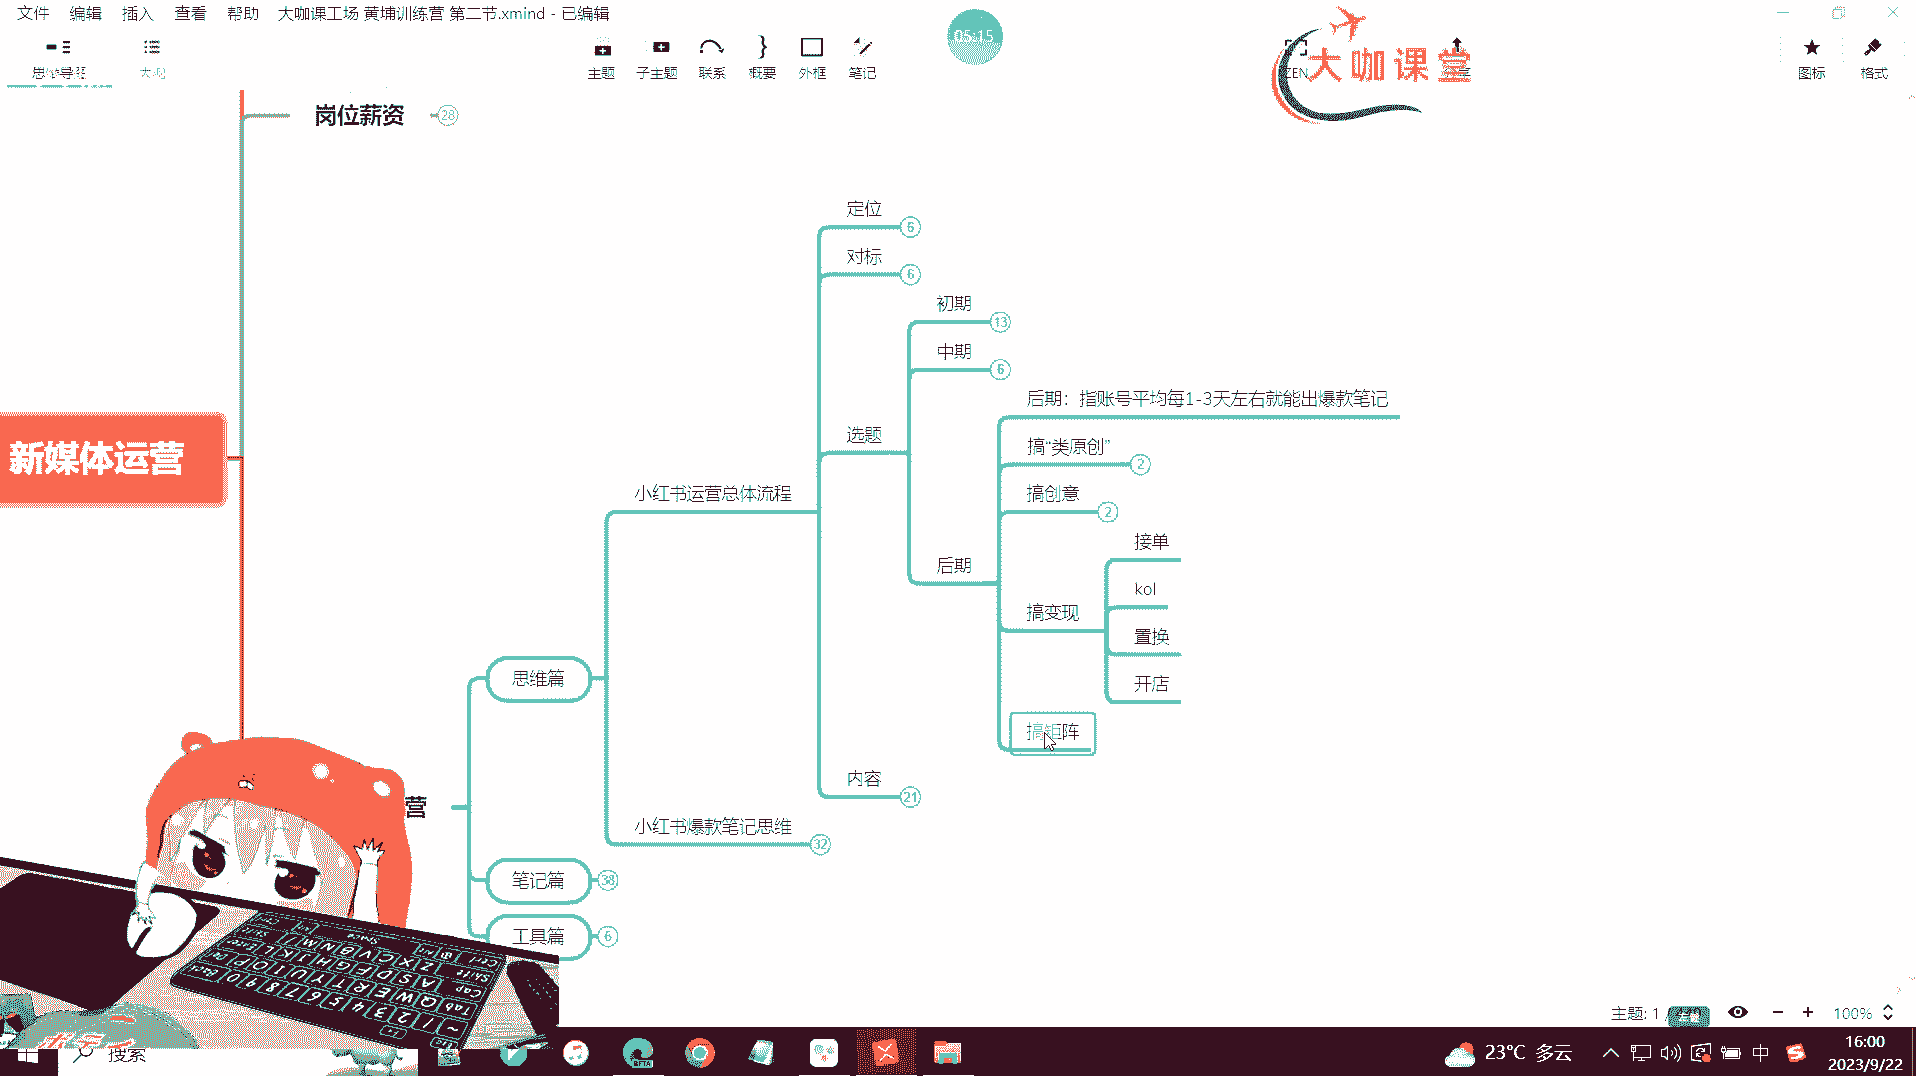 文件 编辑 插入 查看 帮助 大咖课工场 黄埔训练营 第二节.xmind - 已编辑
思维导图 大纲 主题 子主题 联系 概要 外框 笔记 05:15 ZEN 图标 格式
大咖课堂
岗位薪资 28
定位 6
对标 6
初期 13
中期 6
后期：指账号平均每1-3天左右就能出爆款笔记
选题
搞“类原创” 2
新媒体运营
小红书运营总体流程
搞创意 2
接单
后期
kol
搞变现
置换
思维篇
开店
搞矩阵
内容 21
营
小红书爆款笔记思维 32
笔记篇 38
工具篇 6
主题: 1 /
100%
搜索
23°C 多云
中
16:00
2023/9/22